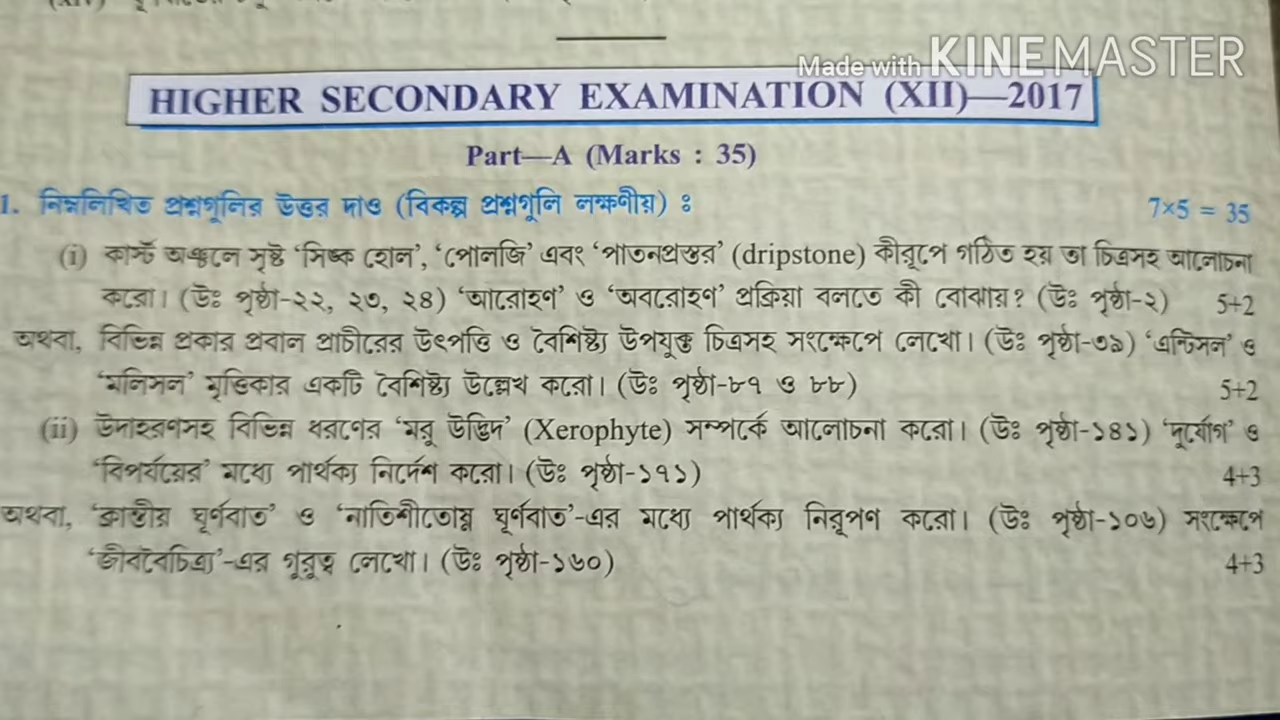 Made with KINEMASTER
HIGHER SECONDARY EXAMINATION (XII)—2017
Part—A (Marks : 35)
1. নিম্নলিখিত প্রশ্নগুলির উত্তর দাও (বিকল্প প্রশ্নগুলি লক্ষণীয়) ঃ 7×5 = 35
(i) কার্স্ট অঞ্চলে সৃষ্ট ‘সিঙ্ক হোল’, ‘পোলজি’ এবং ‘পাতনপ্রস্তর’ (dripstone) কীরূপে গঠিত হয় তা চিত্রসহ আলোচনা
করো। (উঃ পৃষ্ঠা-২২, ২৩, ২৪) ‘আরোহণ’ ও ‘অবরোহণ’ প্রক্রিয়া বলতে কী বোঝায়? (উঃ পৃষ্ঠা-২) 5+2
অথবা, বিভিন্ন প্রকার প্রবাল প্রাচীরের উৎপত্তি ও বৈশিষ্ট্য উপযুক্ত চিত্রসহ সংক্ষেপে লেখো। (উঃ পৃষ্ঠা-৩৯) ‘এন্টিসল’ ও
‘মলিসল’ মৃত্তিকার একটি বৈশিষ্ট্য উল্লেখ করো। (উঃ পৃষ্ঠা-৮৭ ও ৮৮) 5+2
(ii) উদাহরণসহ বিভিন্ন ধরণের ‘মরু উদ্ভিদ’ (Xerophyte) সম্পর্কে আলোচনা করো। (উঃ পৃষ্ঠা-১৪১) ‘দুর্যোগ’ ও
‘বিপর্যয়ের’ মধ্যে পার্থক্য নির্দেশ করো। (উঃ পৃষ্ঠা-১৭১) 4+3
অথবা, ‘ক্রান্তীয় ঘূর্ণবাত’ ও ‘নাতিশীতোষ্ণ ঘূর্ণবাত’-এর মধ্যে পার্থক্য নিরূপণ করো। (উঃ পৃষ্ঠা-১০৬) সংক্ষেপে
‘জীববৈচিত্র্য’-এর গুরুত্ব লেখো। (উঃ পৃষ্ঠা-১৬০) 4+3